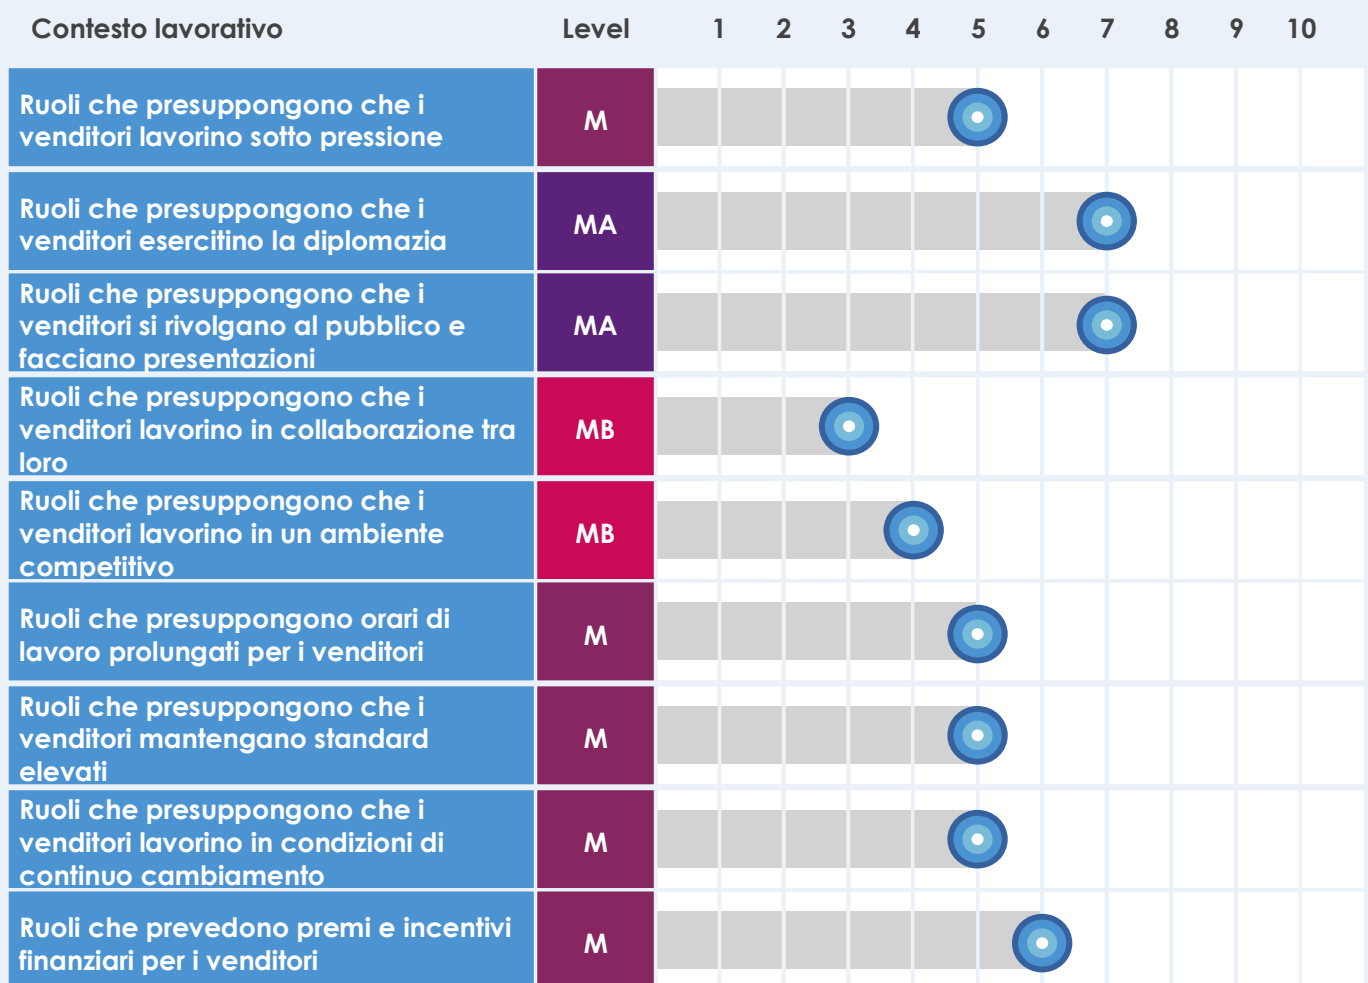 Contesto lavorativo Level 1 2 3 4 5 6 7 8 9 10
Ruoli che presuppongono che i
venditori lavorino sotto pressione
M
Ruoli che presuppongono che i
venditori esercitino la diplomazia
MA
Ruoli che presuppongono che i
venditori si rivolgano al pubblico e
facciano presentazioni
MA
Ruoli che presuppongono che i
venditori lavorino in collaborazione tra
loro
MB
Ruoli che presuppongono che i
venditori lavorino in un ambiente
competitivo
MB
Ruoli che presuppongono orari di
lavoro prolungati per i venditori
M
Ruoli che presuppongono che i
venditori mantengano standard
elevati
M
Ruoli che presuppongono che i
venditori lavorino in condizioni di
continuo cambiamento
M
Ruoli che prevedono premi e incentivi
finanziari per i venditori
M